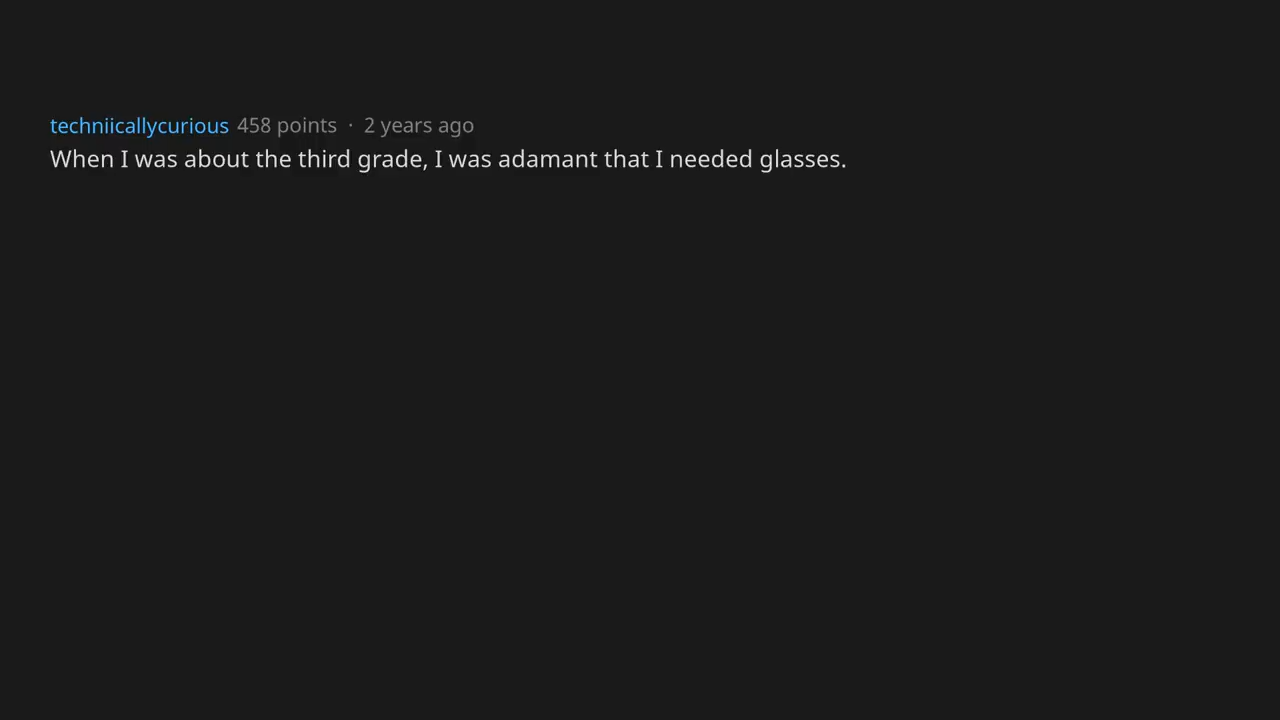 techniicallycurious 458 points · 2 years ago
When I was about the third grade, I was adamant that I needed glasses.